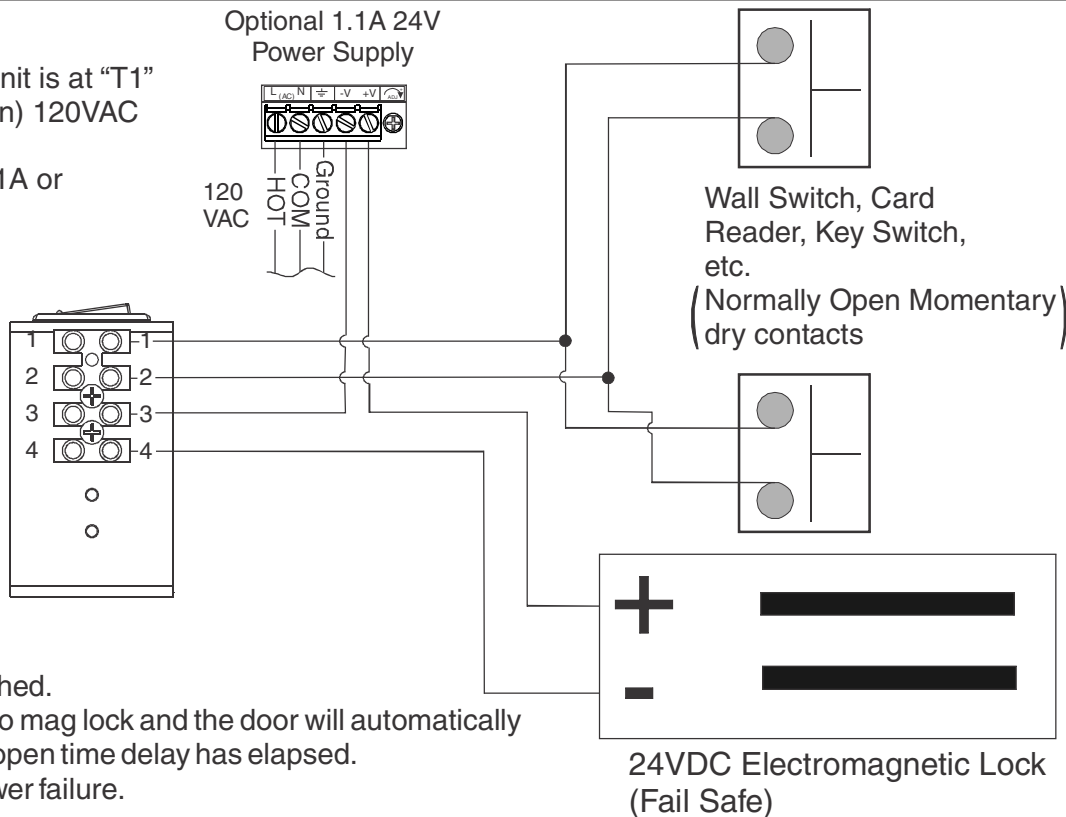 Optional 1.1A 24V
Power Supply
nit is at “T1”
n) 120VAC
1A or
L (AC) N -V +V ADJ
120
VAC
HOT
COM
Ground
Wall Switch, Card
Reader, Key Switch,
etc.
(Normally Open Momentary)
dry contacts
1 1
2 2
3 3
4 4
+
-
hed.
o mag lock and the door will automatically
open time delay has elapsed.
wer failure.
24VDC Electromagnetic Lock
(Fail Safe)